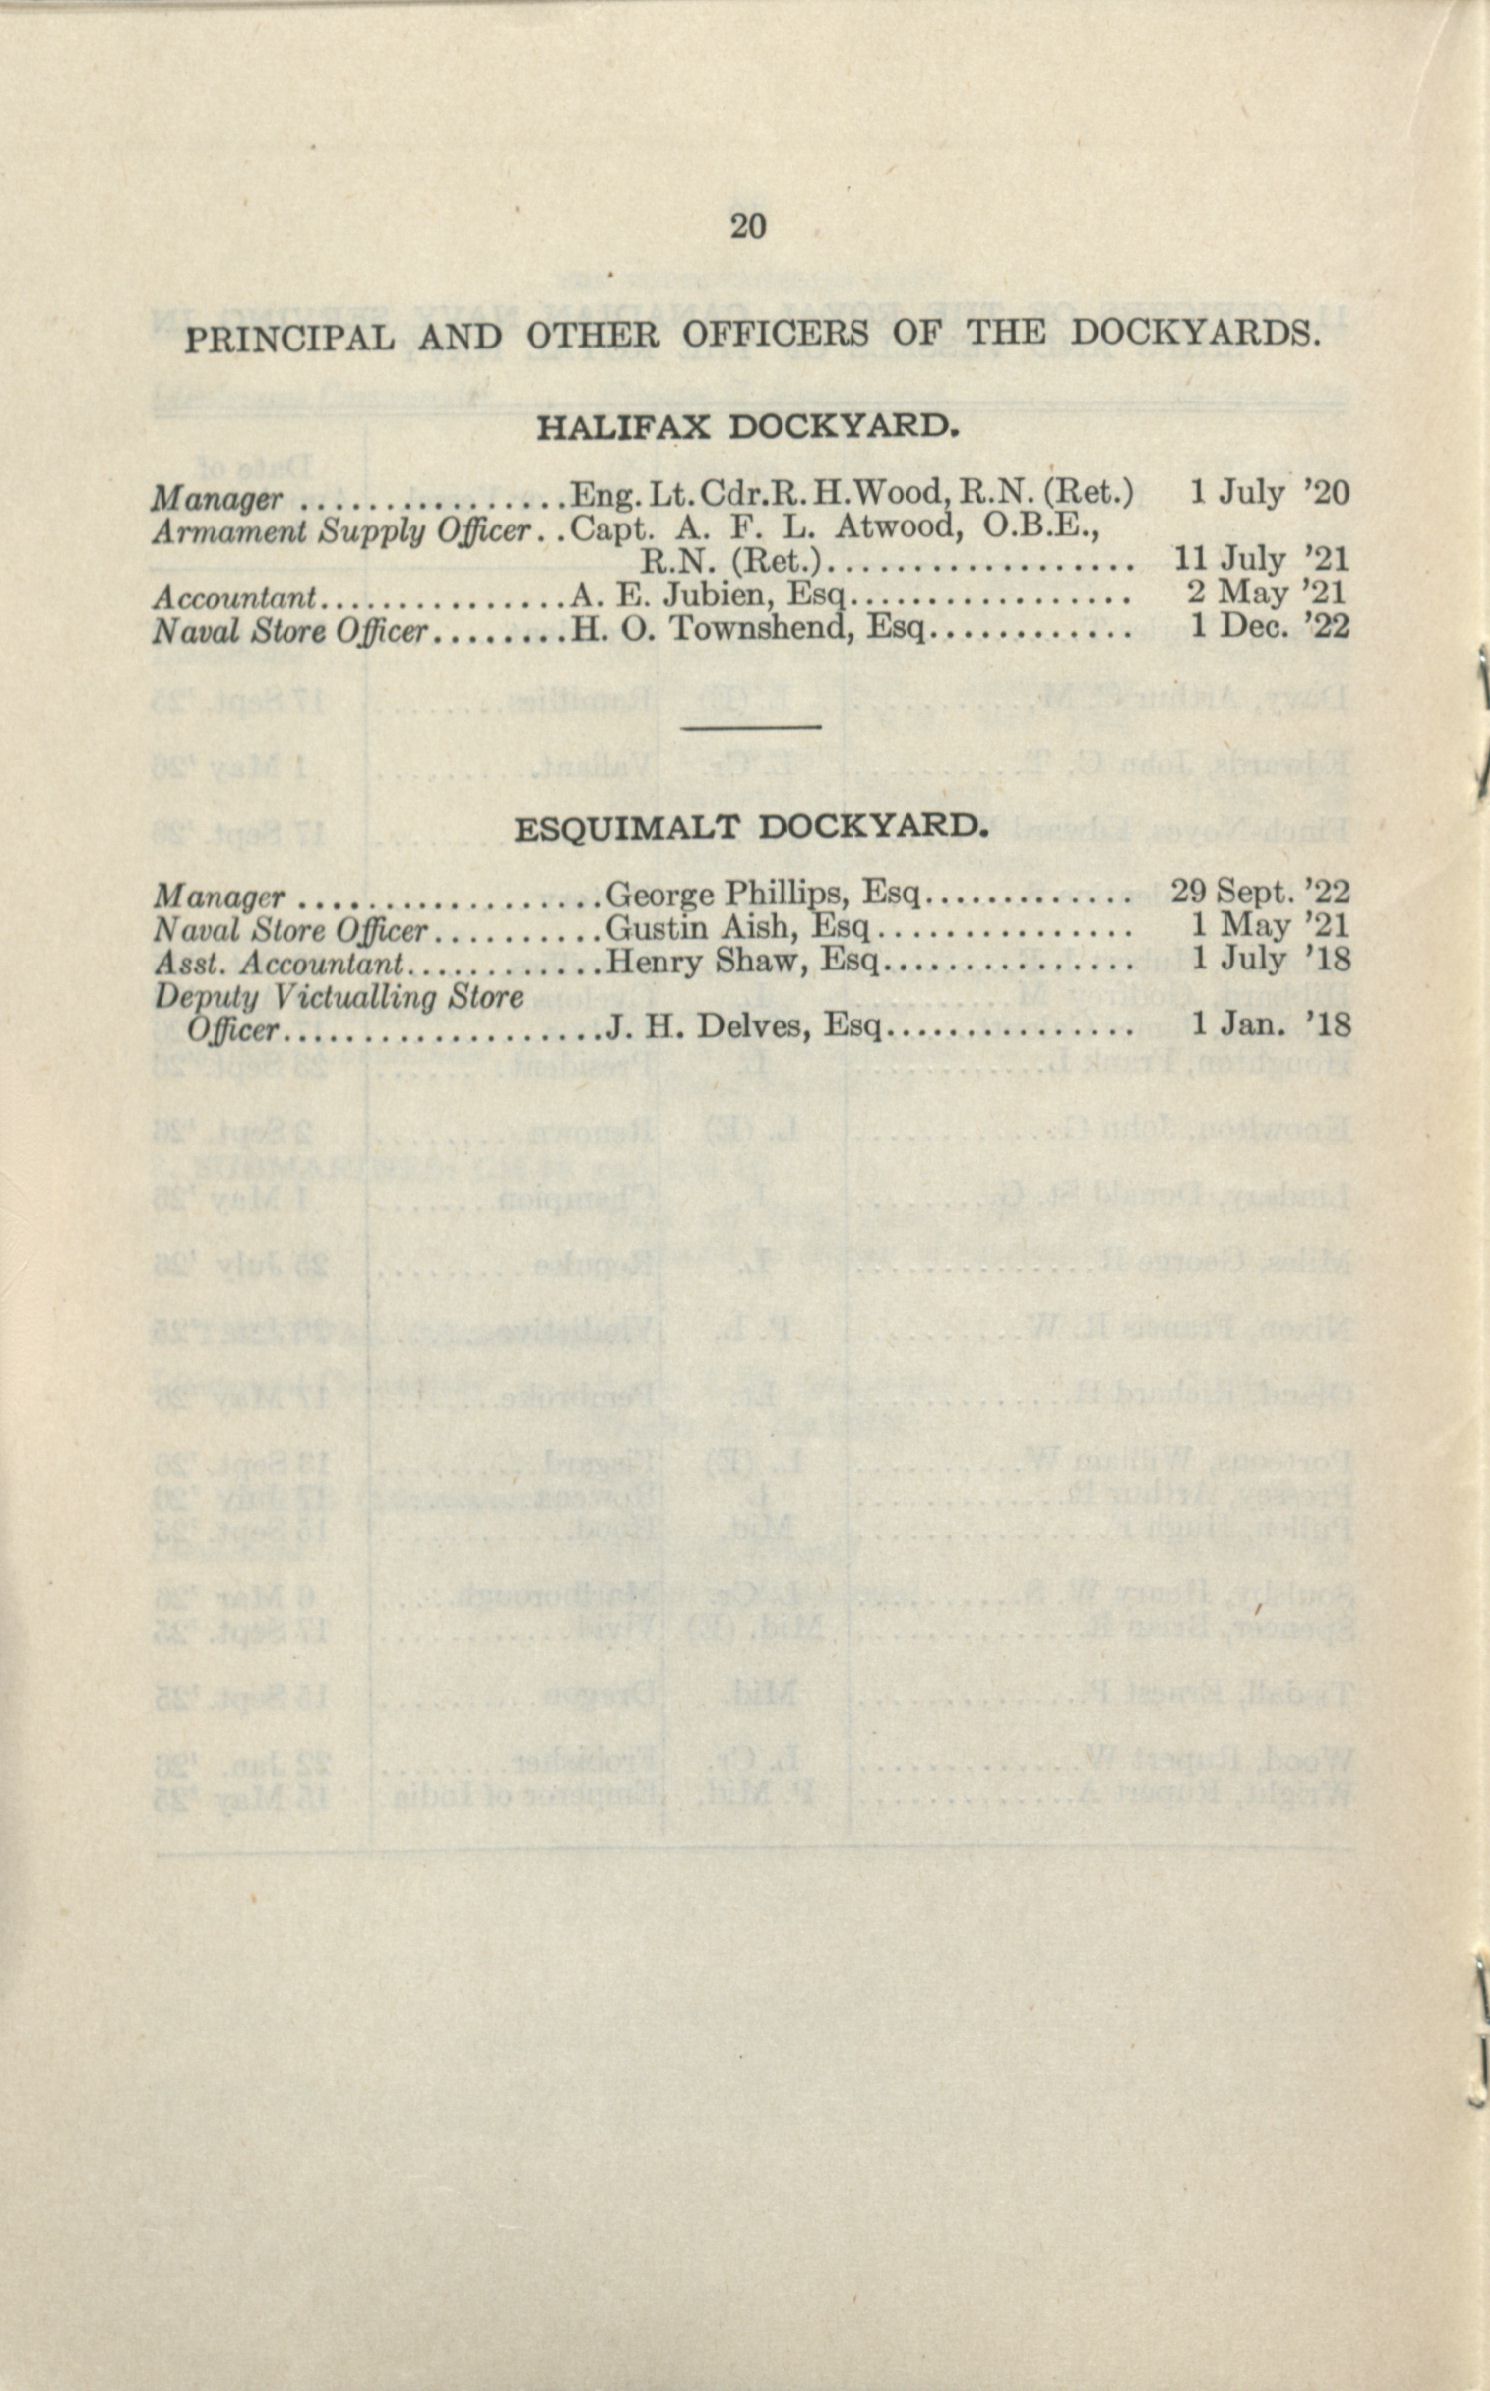 20
PRINCIPAL AND OTHER OFFICERS OF THE DOCKYARDS.
HALIFAX DOCKYARD.
Manager ................Eng. Lt. Cdr. R. H. Wood, R.N. (Ret.) 1 July ’20
Armament Supply Officer. .Capt. A. F. L. Atwood, O.B.E.,
R.N. (Ret.)................... 11 July ’21
Accountant...............A. E. Jubien, Esq................. 2 May ’21
Naval Store Officer........H. O. Townshend, Esq............ 1 Dec. ’22
ESQUIMALT DOCKYARD.
Manager ..................George Phillips, Esq............. 29 Sept. ’22
Naval Store Officer..........Gustin Aish, Esq............... 1 May ’21
Asst. Accountant............Henry Shaw, Esq............... 1 July ’18
Deputy Victualling Store
Officer...................J. H. Delves, Esq............... 1 Jan. ’18